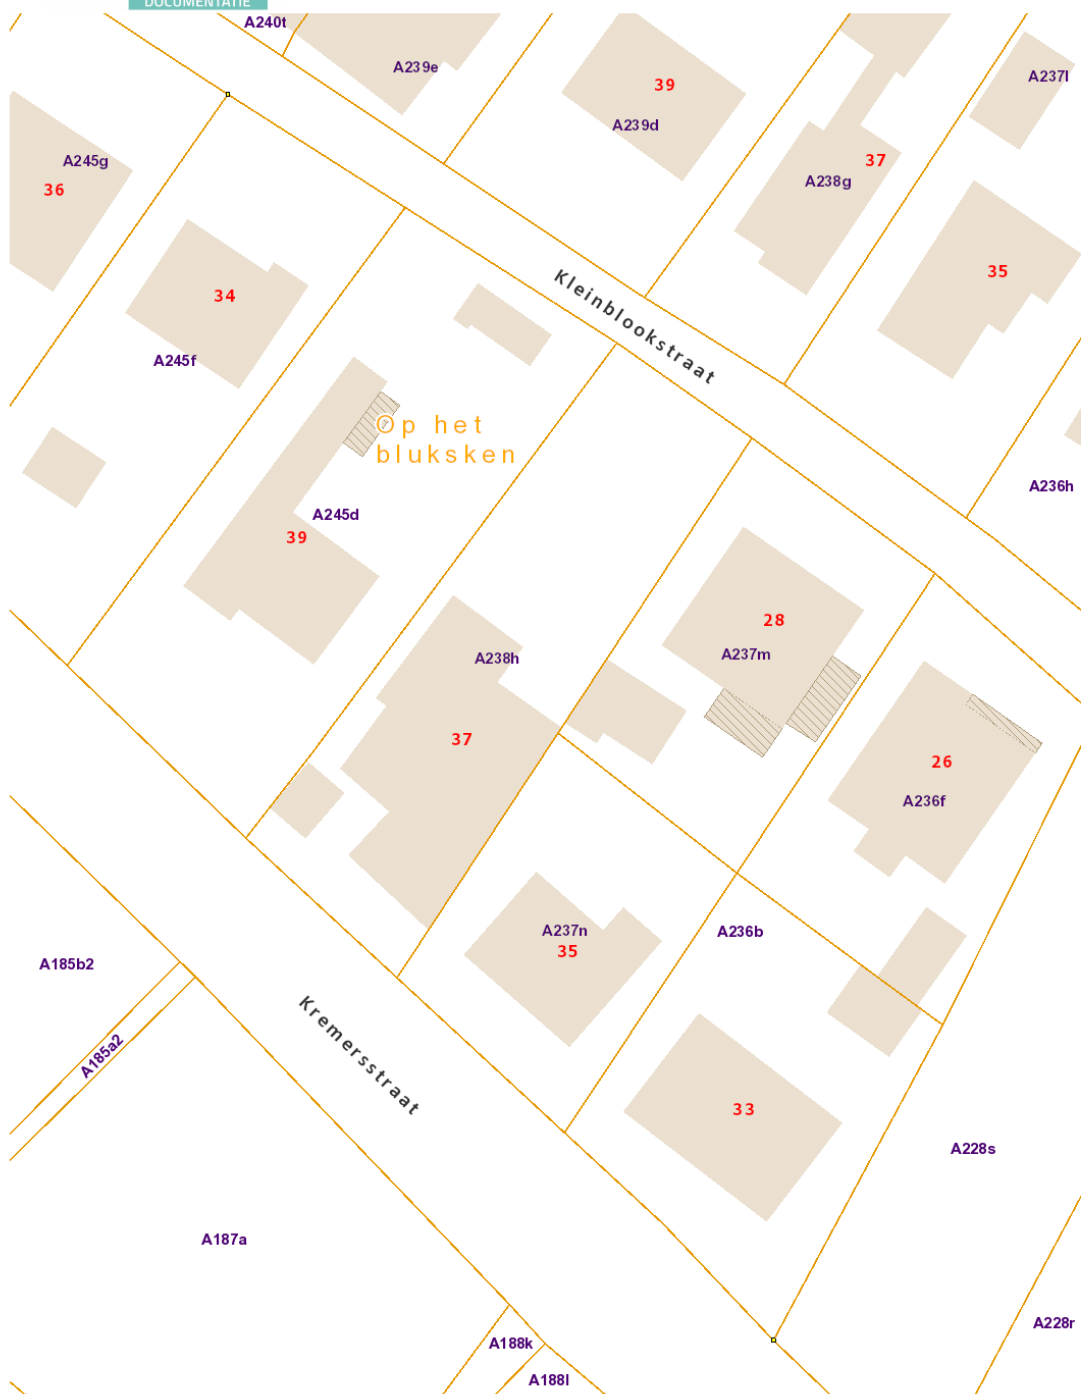 DOCUMENTATIE
A240t
A239e
39
A239d
A237l
A245g
36
37
A238g
35
34
A245f
Kleinblookstraat
Op het
bluksken
A236h
A245d
39
28
A237m
A238h
37
26
A236f
A237n
35
A236b
A185b2
A185a2
Kremersstraat
33
A228s
A187a
A188k
A228r
A188l